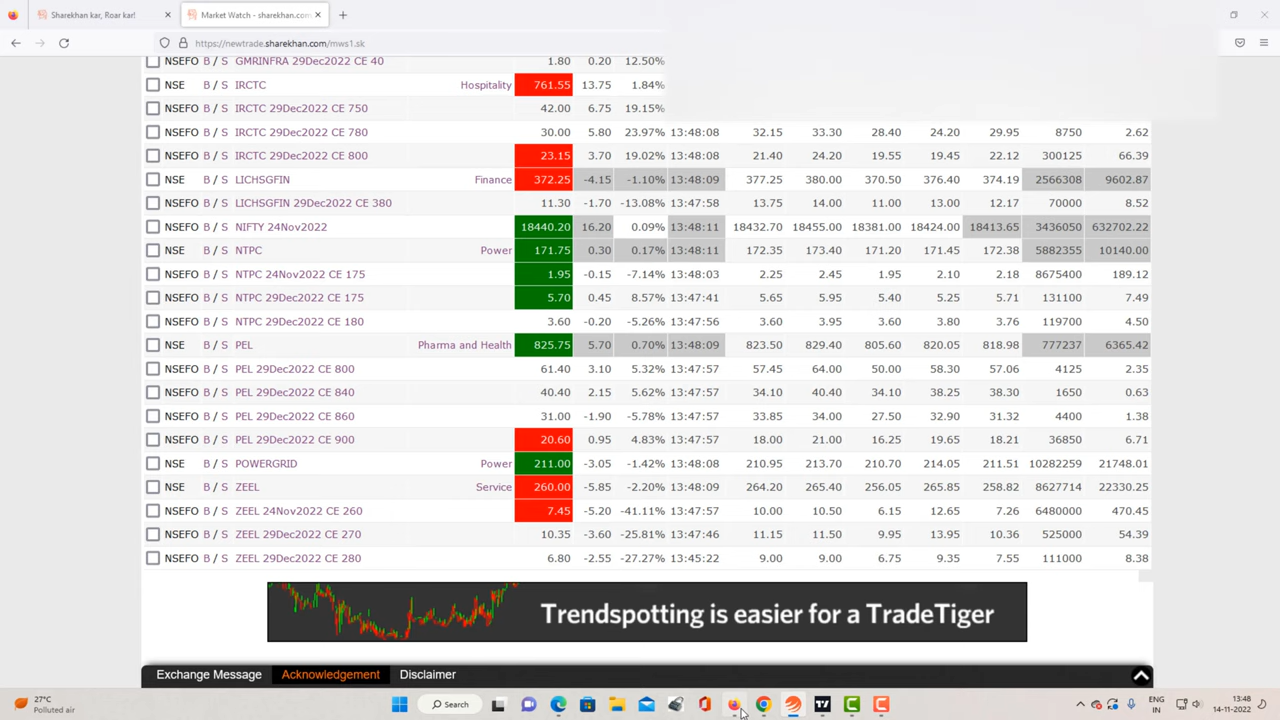 Sharekhan kar, Roar kar!
Market Watch - sharekhan.com
https://newtrade.sharekhan.com/mws1.sk
NSEFO B / S GMRINFRA 29Dec2022 CE 40 1.80 0.20 12.50%
NSE B / S IRCTC Hospitality 761.55 13.75 1.84%
NSEFO B / S IRCTC 29Dec2022 CE 750 42.00 6.75 19.15%
NSEFO B / S IRCTC 29Dec2022 CE 780 30.00 5.80 23.97% 13:48:08 32.15 33.30 28.40 24.20 29.95 8750 2.62
NSEFO B / S IRCTC 29Dec2022 CE 800 23.15 3.70 19.02% 13:48:08 21.40 24.20 19.55 19.45 22.12 300125 66.39
NSE B / S LICHSGFIN Finance 372.25 -4.15 -1.10% 13:48:09 377.25 380.00 370.50 376.40 374.19 2566308 9602.87
NSEFO B / S LICHSGFIN 29Dec2022 CE 380 11.30 -1.70 -13.08% 13:47:58 13.75 14.00 11.00 13.00 12.17 70000 8.52
NSEFO B / S NIFTY 24Nov2022 18440.20 16.20 0.09% 13:48:11 18432.70 18455.00 18381.00 18424.00 18413.65 3436050 632702.22
NSE B / S NTPC Power 171.75 0.30 0.17% 13:48:11 172.35 173.40 171.20 171.45 172.38 5882355 10140.00
NSEFO B / S NTPC 24Nov2022 CE 175 1.95 -0.15 -7.14% 13:48:03 2.25 2.45 1.95 2.10 2.18 8675400 189.12
NSEFO B / S NTPC 29Dec2022 CE 175 5.70 0.45 8.57% 13:47:41 5.65 5.95 5.40 5.25 5.71 131100 7.49
NSEFO B / S NTPC 29Dec2022 CE 180 3.60 -0.20 -5.26% 13:47:56 3.60 3.95 3.60 3.80 3.76 119700 4.50
NSE B / S PEL Pharma and Health 825.75 5.70 0.70% 13:48:09 823.50 829.40 805.60 820.05 818.98 777237 6365.42
NSEFO B / S PEL 29Dec2022 CE 800 61.40 3.10 5.32% 13:47:57 57.45 64.00 50.00 58.30 57.06 4125 2.35
NSEFO B / S PEL 29Dec2022 CE 840 40.40 2.15 5.62% 13:47:57 34.10 40.40 34.10 38.25 38.30 1650 0.63
NSEFO B / S PEL 29Dec2022 CE 860 31.00 -1.90 -5.78% 13:47:57 33.85 34.00 27.50 32.90 31.32 4400 1.38
NSEFO B / S PEL 29Dec2022 CE 900 20.60 0.95 4.83% 13:47:57 18.00 21.00 16.25 19.65 18.21 36850 6.71
NSE B / S POWERGRID Power 211.00 -3.05 -1.42% 13:48:08 210.95 213.70 210.70 214.05 211.51 10282259 21748.01
NSE B / S ZEEL Service 260.00 -5.85 -2.20% 13:48:09 264.20 265.40 256.05 265.85 258.82 8627714 22330.25
NSEFO B / S ZEEL 24Nov2022 CE 260 7.45 -5.20 -41.11% 13:47:57 10.00 10.50 6.15 12.65 7.26 6480000 470.45
NSEFO B / S ZEEL 29Dec2022 CE 270 10.35 -3.60 -25.81% 13:47:46 11.15 11.50 9.95 13.95 10.36 525000 54.39
NSEFO B / S ZEEL 29Dec2022 CE 280 6.80 -2.55 -27.27% 13:45:22 9.00 9.00 6.75 9.35 7.55 111000 8.38
Trendspotting is easier for a TradeTiger
Exchange Message Acknowledgement Disclaimer
27°C
Polluted air
Search
ENG
IN
13:48
14-11-2022